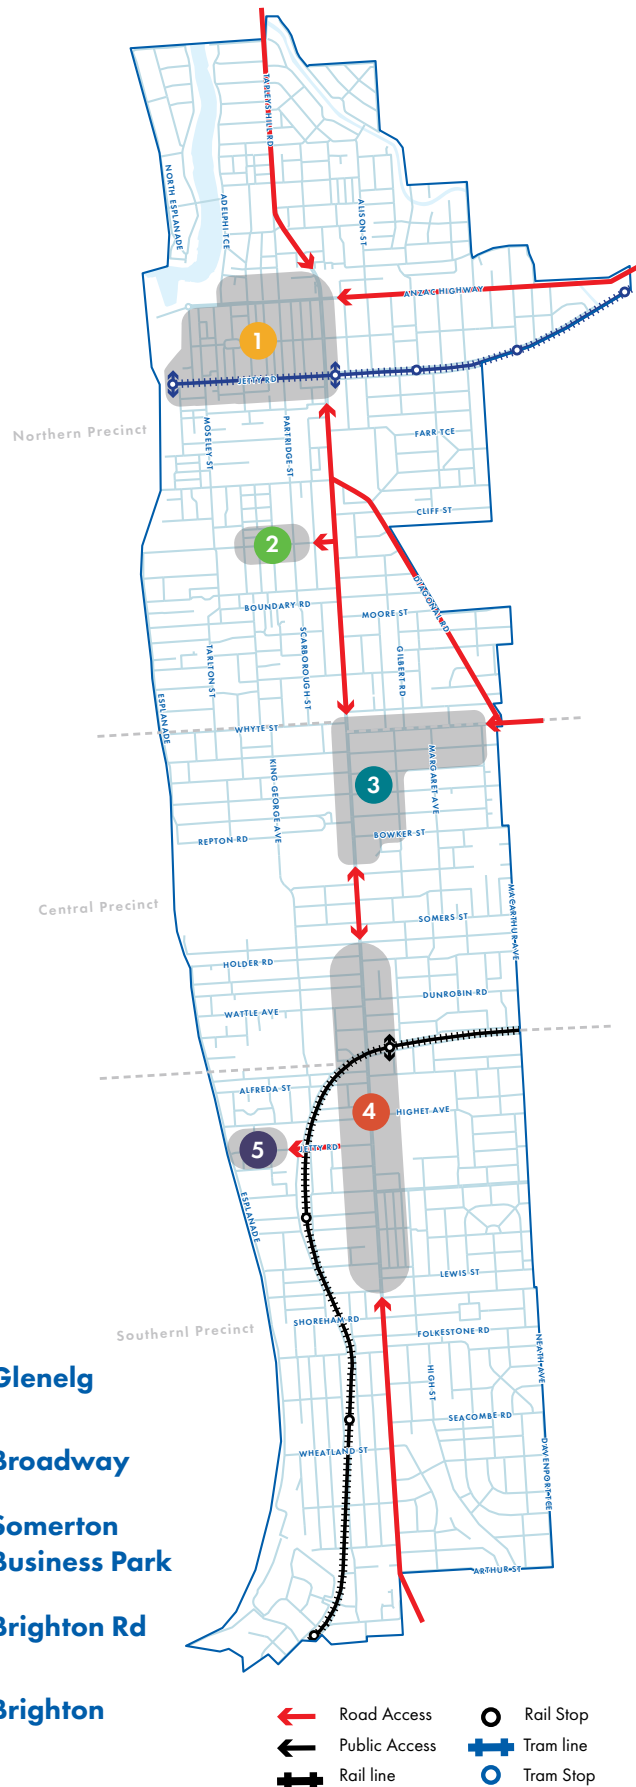 TAPLEYS HILL RD
NORTH ESPLANADE
ADELPHI TCE
ALISON ST
ANZAC HIGHWAY
1
JETTY RD
MOSELEY ST
PARTRIDGE ST
FARR TCE
Northern Precinct
CLIFF ST
2
DIAGONAL RD
BOUNDARY RD
MOORE ST
SCARBOROUGH ST
TARLTON ST
GILBERT RD
ESPLANADE
WHYTE ST
KING GEORGE AVE
MARGARET AVE
3
REPTON RD
BOWKER ST
MACARTHUR AVE
Central Precinct
SOMERS ST
HOLDER RD
DUNROBIN RD
WATTLE AVE
ALFREDA ST
4
HIGHET AVE
5
JETTY RD
ESPLANADE
LEWIS ST
Southernl Precinct
SHOREHAM RD
FOLKESTONE RD
NEATH AVE
HIGH ST
Glenelg
SEACOMBE RD
WHEATLAND ST
DAVENPORT TCE
Broadway
Somerton
Business Park
ARTHUR ST
Brighton Rd
Brighton
Road Access
Rail Stop
Public Access
Tram line
Rail line
Tram Stop